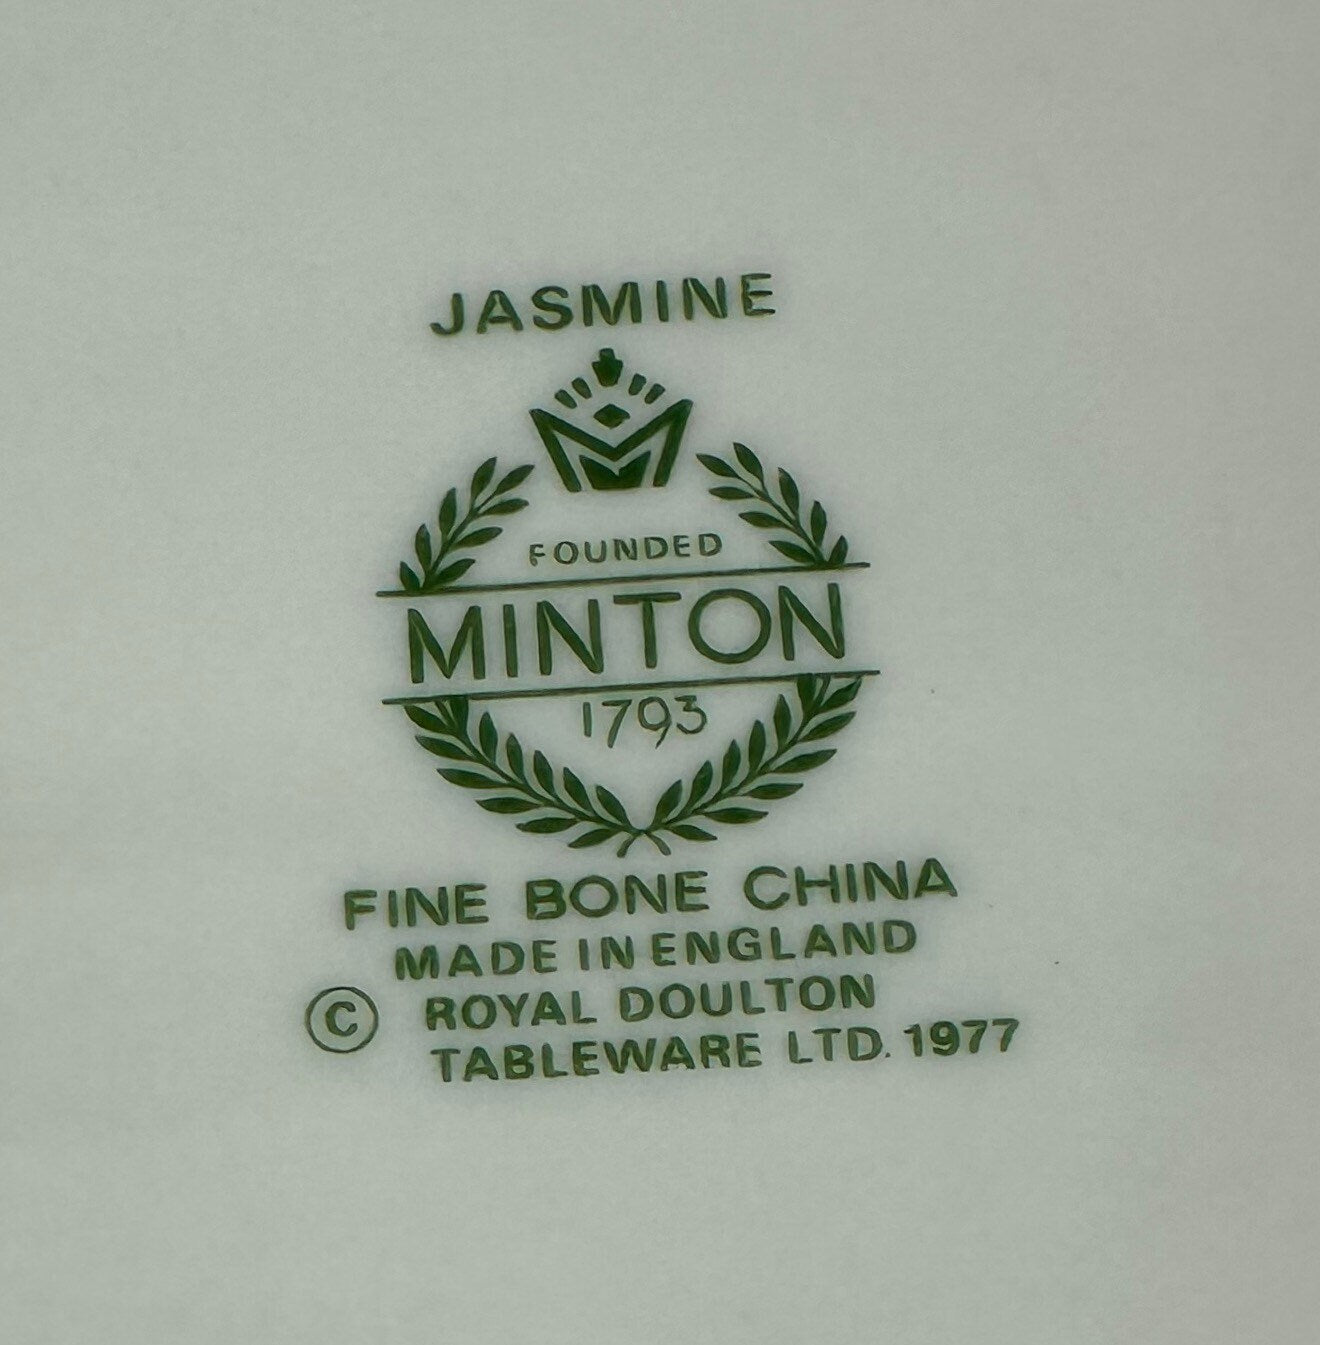 JASMINE
M
FOUNDED
MINTON
1793
FINE BONE CHINA
MADE IN ENGLAND
© ROYAL DOULTON
TABLEWARE LTD. 1977